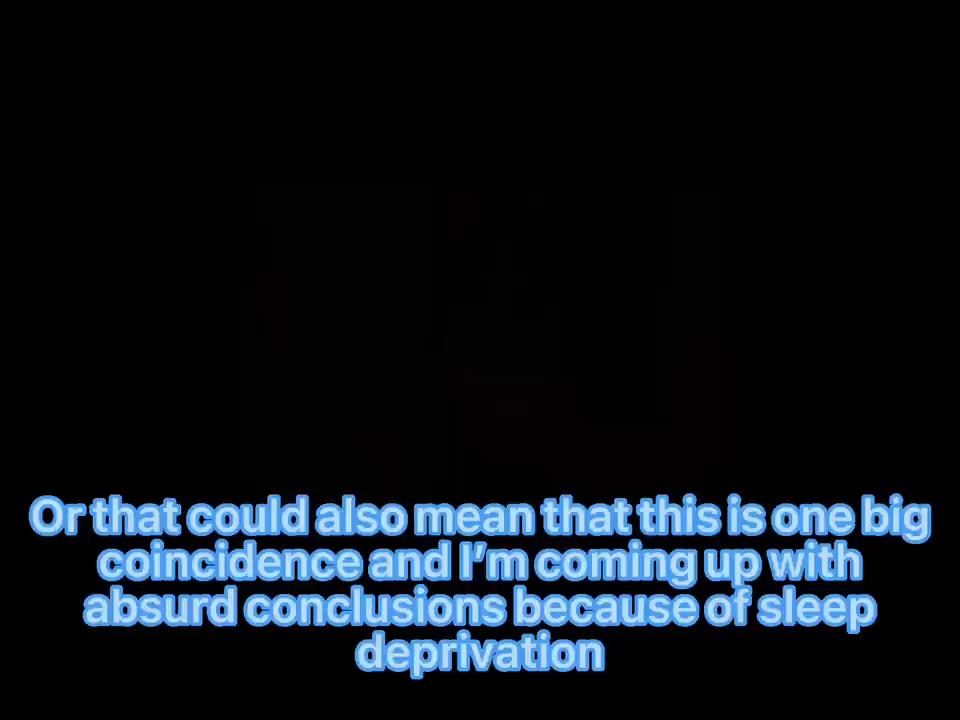 Or that could also mean that this is one big
coincidence and I’m coming up with
absurd conclusions because of sleep
deprivation